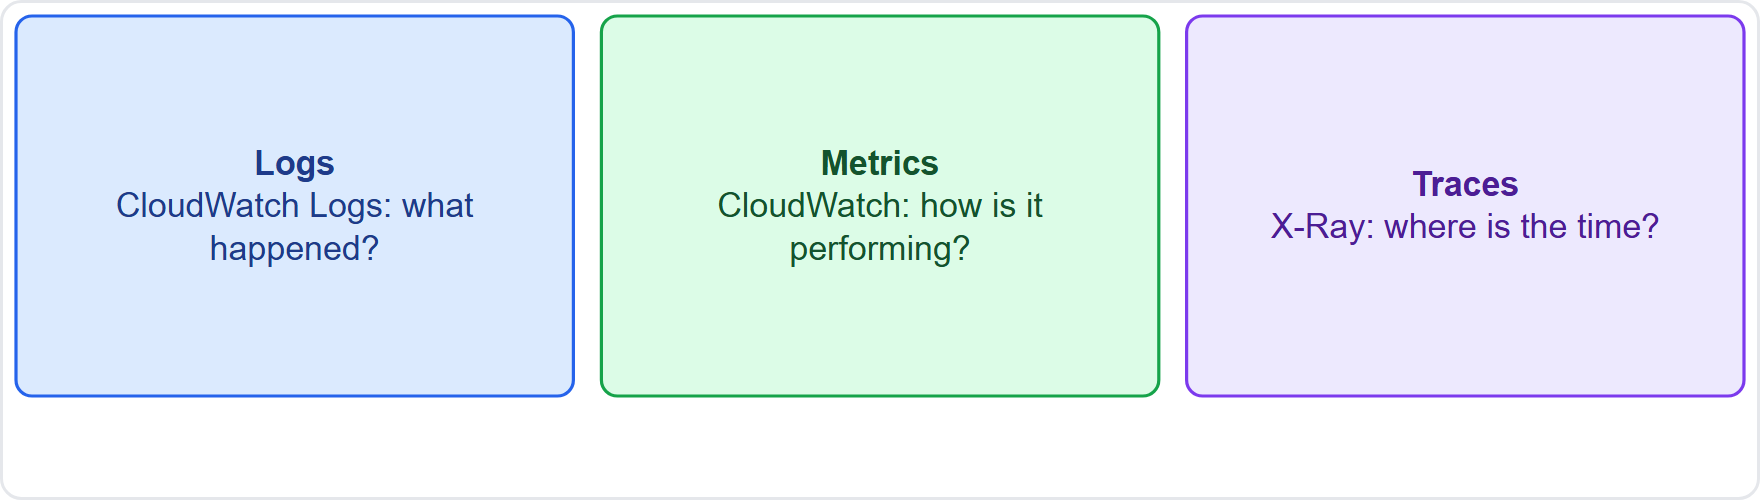 Logs
CloudWatch Logs: what
happened?
Metrics
CloudWatch: how is it
performing?
Traces
X-Ray: where is the time?